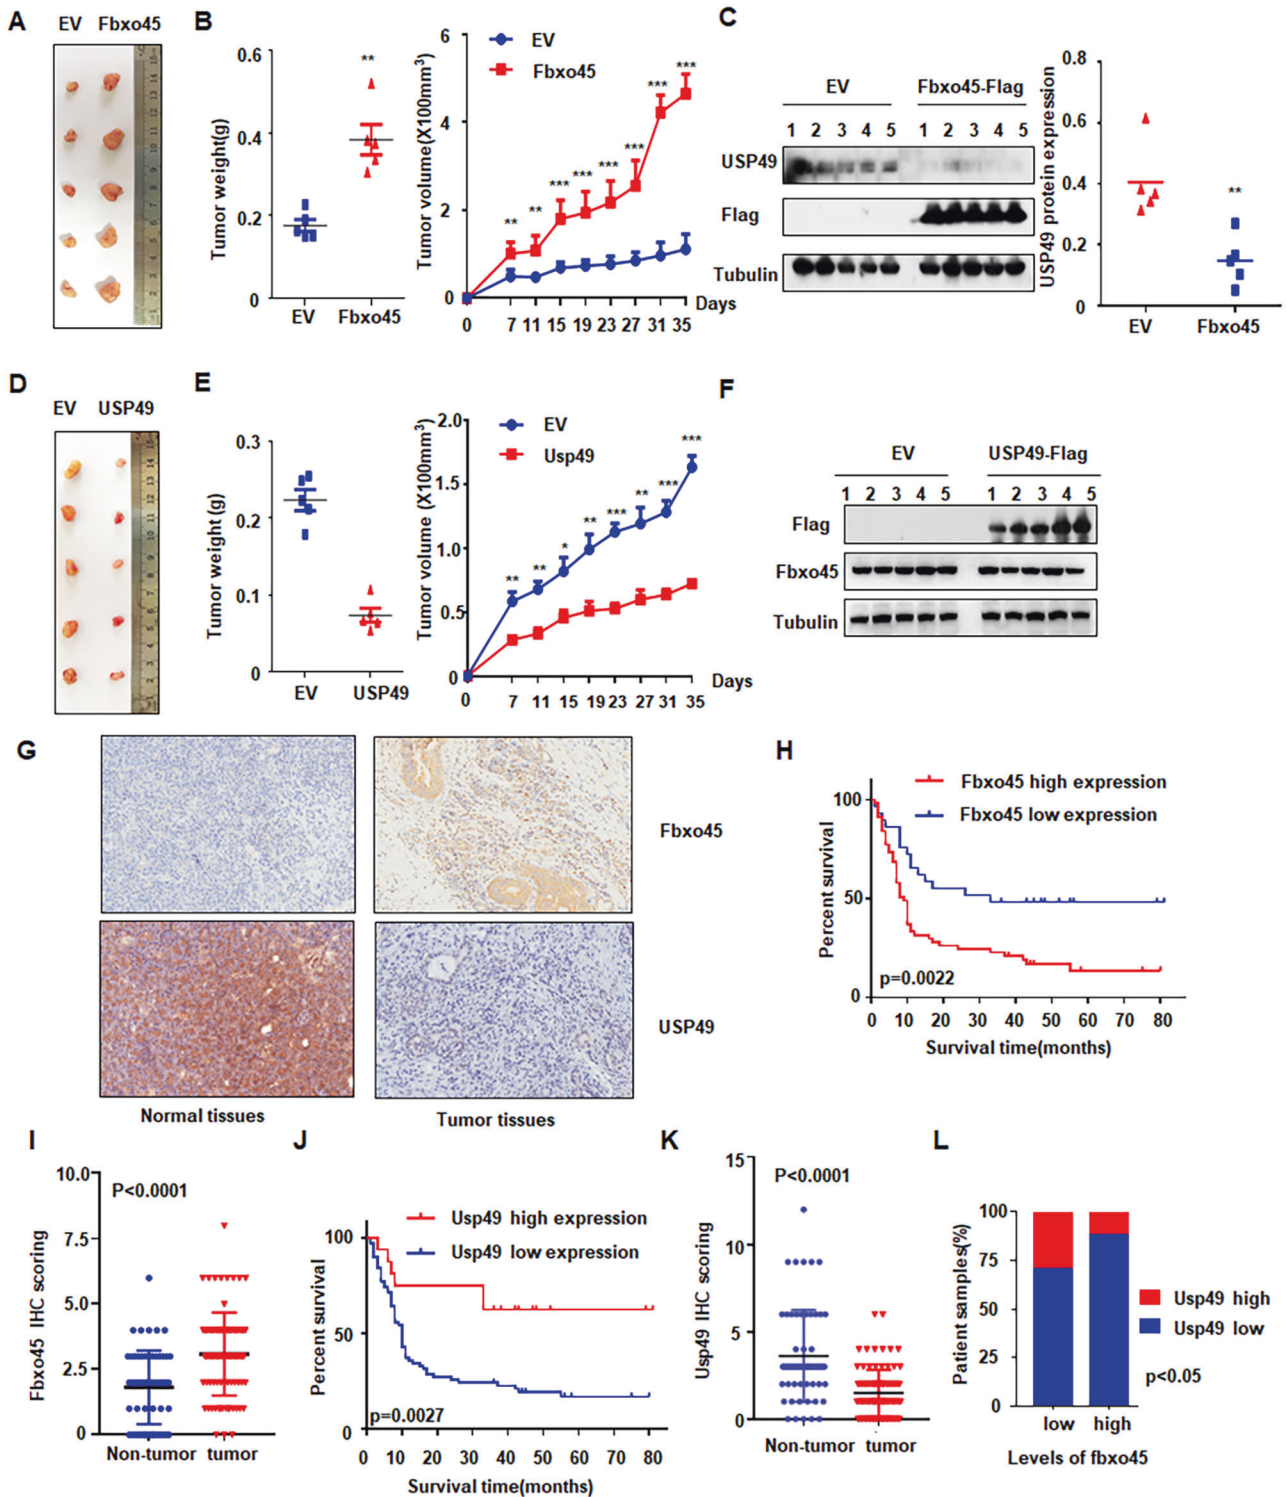 A
EV Fbxo45
B
Tumor weight(g)
0.6
0.4
0.2
0
**
EV Fbxo45
Tumor volume(X100mm³)
6
4
2
0
EV
Fbxo45
** ** *** *** *** *** *** ***
0 7 11 15 19 23 27 31 35
Days
C
EV Fbxo45-Flag
1 2 3 4 5 1 2 3 4 5
USP49
Flag
Tubulin
USP49 protein expression
0.8
0.6
0.4
0.2
0
**
EV Fbxo45
D
EV USP49
E
Tumor weight (g)
0.3
0.2
0.1
0
EV USP49
Tumor volume (X100mm³)
2.0
1.5
1.0
0.5
0
EV
Usp49
** ** * ** *** ** *** ***
0 7 11 15 19 23 27 31 35
Days
F
EV USP49-Flag
1 2 3 4 5 1 2 3 4 5
Flag
Fbxo45
Tubulin
G
Fbxo45
USP49
Normal tissues Tumor tissues
H
Fbxo45 high expression
Fbxo45 low expression
Percent survival
100
50
0
p=0.0022
0 10 20 30 40 50 60 70 80
Survival time(months)
I
Fbxo45 IHC scoring
10.0
7.5
5.0
2.5
0
P<0.0001
Non-tumor tumor
J
Usp49 high expression
Usp49 low expression
Percent survival
100
50
0
p=0.0027
0 10 20 30 40 50 60 70 80
Survival time(months)
K
Usp49 IHC scoring
15
10
5
0
P<0.0001
Non-tumor tumor
L
Patient samples(%)
100
75
50
25
0
Usp49 high
Usp49 low
p<0.05
low high
Levels of fbxo45